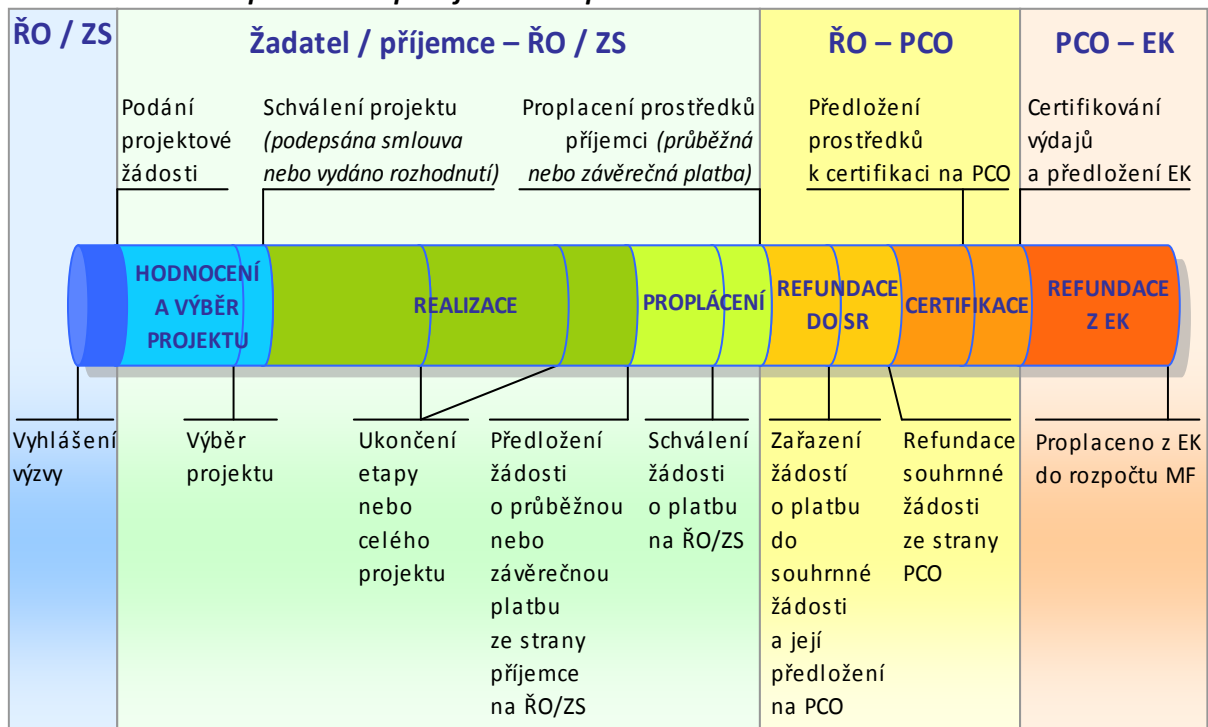 ŘO / ZS
Žadatel / příjemce – ŘO / ZS
ŘO – PCO
PCO – EK
Podání
projektové
žádosti
Schválení projektu
(podepsána smlouva
nebo vydáno rozhodnutí)
Proplacení prostředků
příjemci (průběžná
nebo závěrečná platba)
Předložení
prostředků
k certifikaci na PCO
Certifikování
výdajů
a předložení EK
HODNOCENÍ
A VÝBĚR
PROJEKTU
REALIZACE
PROPLÁCENÍ
REFUNDACE
DO SR
CERTIFIKACE
REFUNDACE
Z EK
Vyhlášení
výzvy
Výběr
projektu
Ukončení
etapy
nebo
celého
projektu
Předložení
žádosti
o průběžnou
nebo
závěrečnou
platbu
ze strany
příjemce
na ŘO/ZS
Schválení
žádosti
o platbu
na ŘO/ZS
Zařazení
žádostí
o platbu
do
souhrnné
žádosti
a její
předložení
na PCO
Refundace
souhrnné
žádosti
ze strany
PCO
Proplaceno z EK
do rozpočtu MF